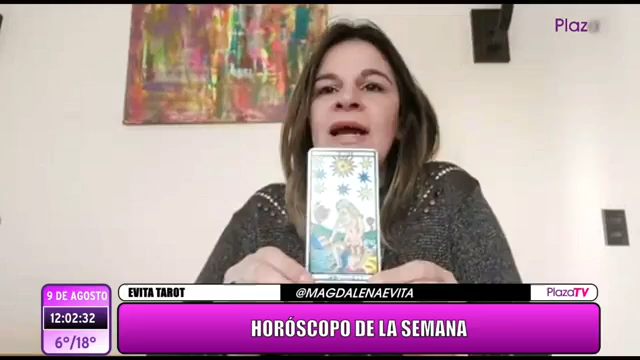 Plaza
9 DE AGOSTO
EVITA TAROT
@MAGDALENAEVITA
PlazaTV
12:02:32
HORÓSCOPO DE LA SEMANA
6°/18°